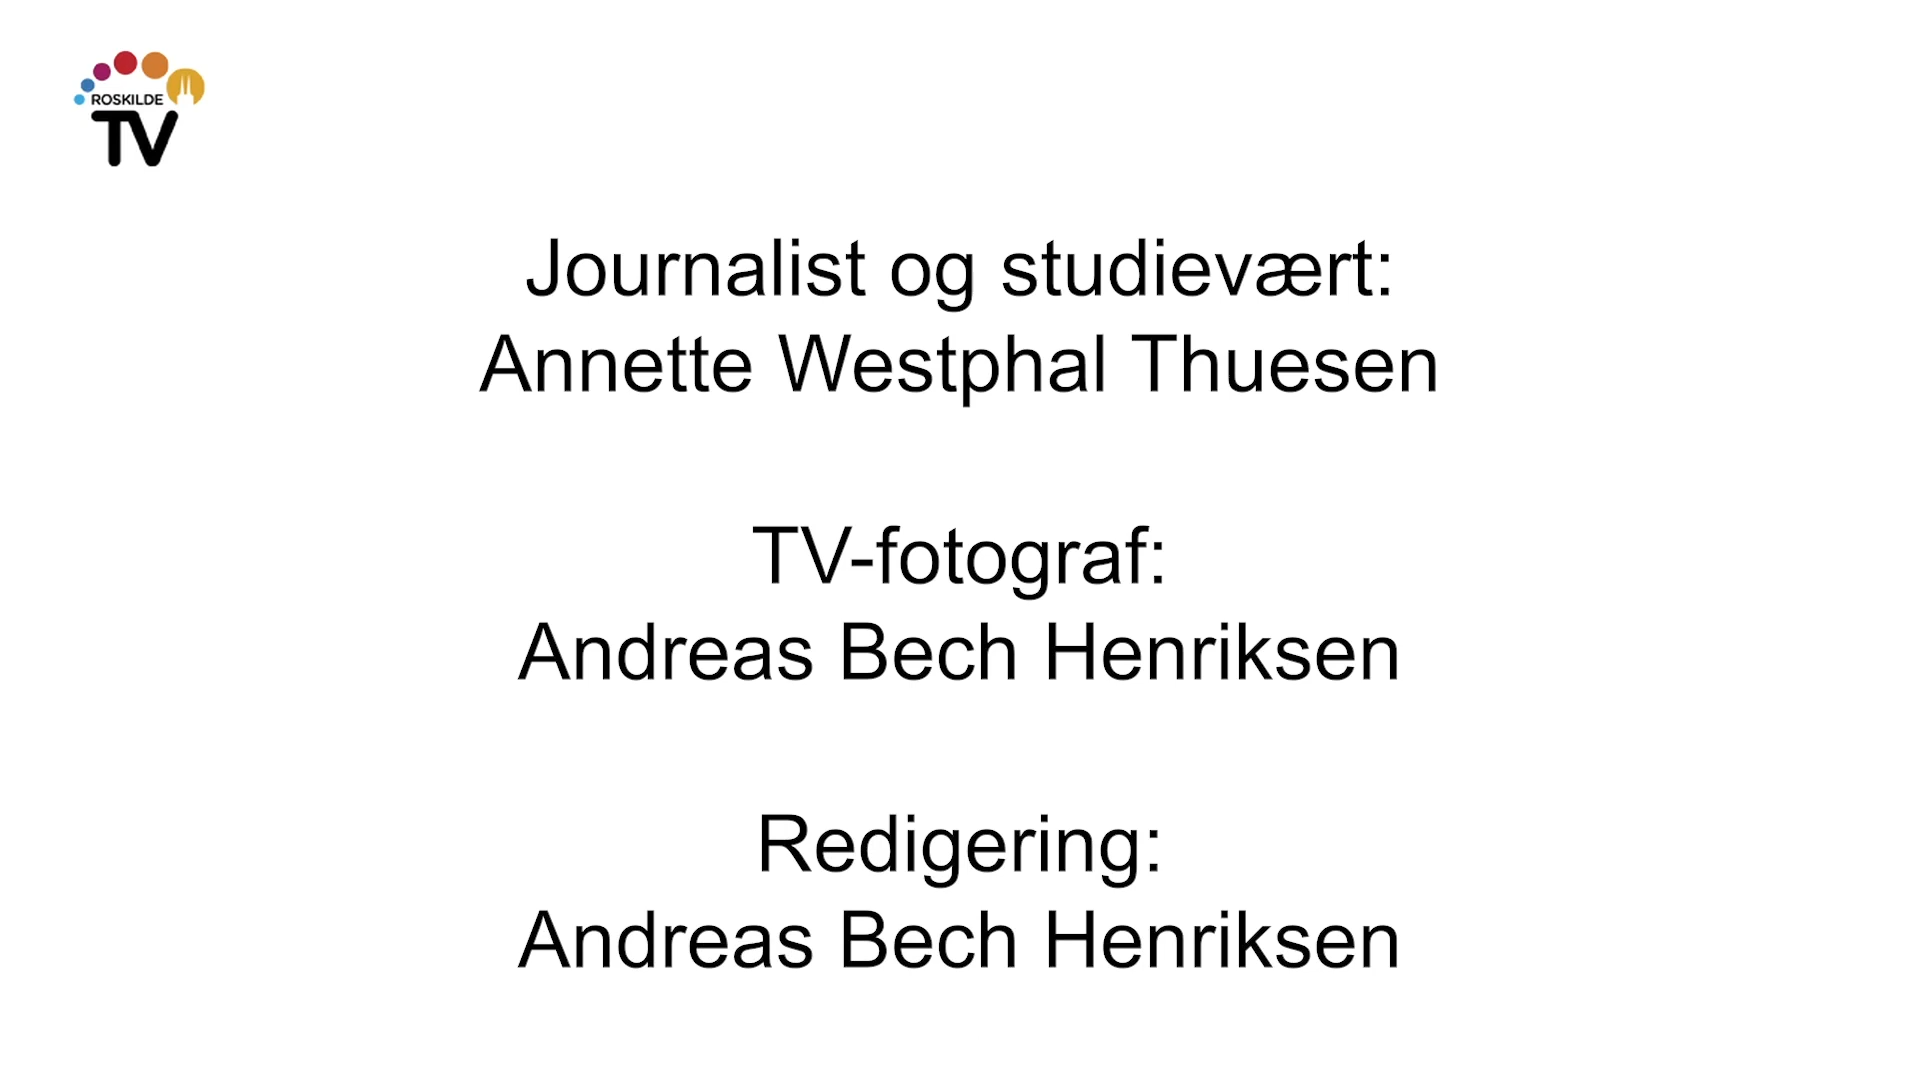 ROSKILDE
TV
Journalist og studievært:
Annette Westphal Thuesen
TV-fotograf:
Andreas Bech Henriksen
Redigering:
Andreas Bech Henriksen